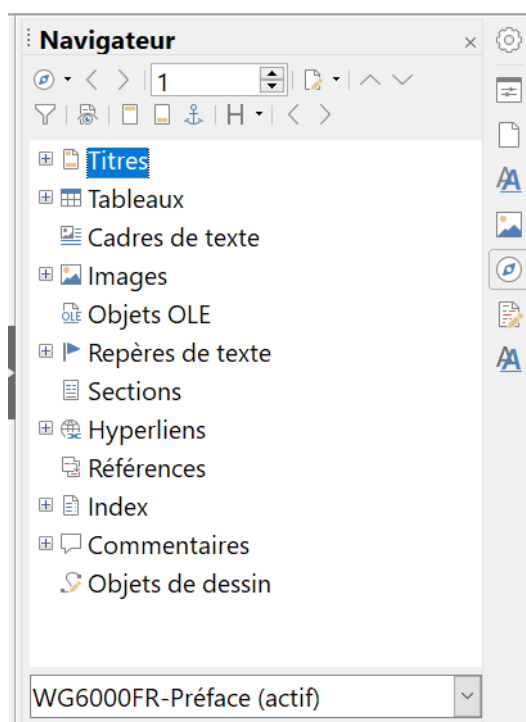 Navigateur
1
Titres
Tableaux
Cadres de texte
Images
OLE Objets OLE
Repères de texte
Sections
Hyperliens
Références
Index
Commentaires
Objets de dessin
WG6000FR-Préface (actif)